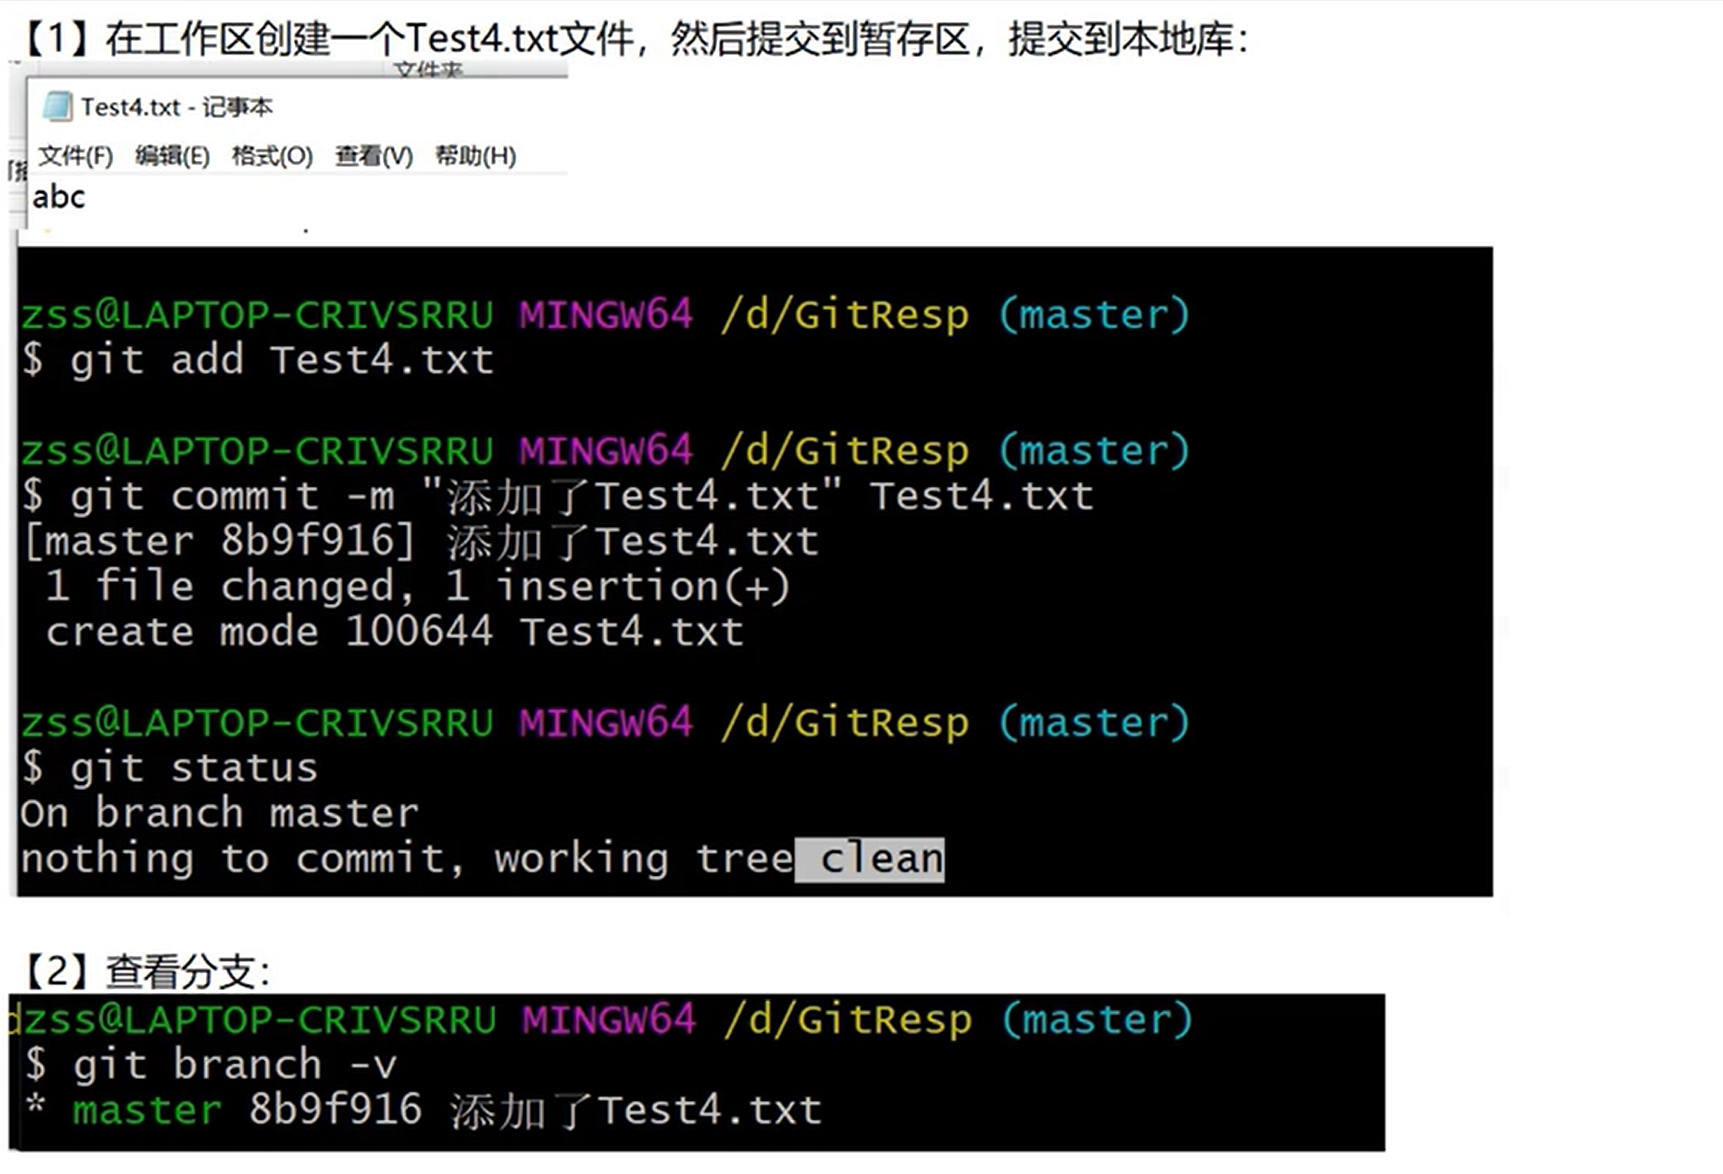 【1】在工作区创建一个Test4.txt文件，然后提交到暂存区，提交到本地库：
文件夹
Test4.txt - 记事本
文件(F) 编辑(E) 格式(O) 查看(V) 帮助(H)
abc
zss@LAPTOP-CRIVSRRU MINGW64 /d/GitResp (master)
$ git add Test4.txt
zss@LAPTOP-CRIVSRRU MINGW64 /d/GitResp (master)
$ git commit -m "添加了Test4.txt" Test4.txt
[master 8b9f916] 添加了Test4.txt
1 file changed, 1 insertion(+)
create mode 100644 Test4.txt
zss@LAPTOP-CRIVSRRU MINGW64 /d/GitResp (master)
$ git status
On branch master
nothing to commit, working tree clean
【2】查看分支：
zss@LAPTOP-CRIVSRRU MINGW64 /d/GitResp (master)
$ git branch -v
* master 8b9f916 添加了Test4.txt